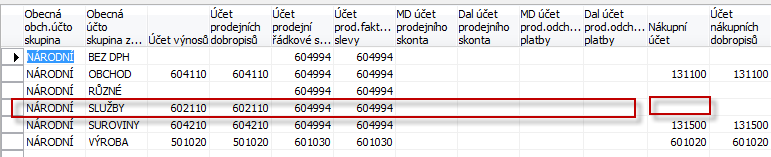 Obecná obch.účto skupina Obecná účto skupina z... Účet výnosů Účet prodejních dobropisů Účet prodejní řádkové s... Účet prod.fakt... slevy MD účet prodejního skonta Dal účet prodejního skonta MD účet prod.odch... platby Dal účet prod.odch... platby Nákupní účet Účet nákupních dobropisů
NÁRODNÍ BEZ DPH 604994 604994
NÁRODNÍ OBCHOD 604110 604110 604994 604994 131100 131100
NÁRODNÍ RŮZNÉ 604994 604994
NÁRODNÍ SLUŽBY 602110 602110 604994 604994
NÁRODNÍ SUROVINY 604210 604210 604994 604994 131500 131500
NÁRODNÍ VÝROBA 501020 501020 601030 601030 601020 601020